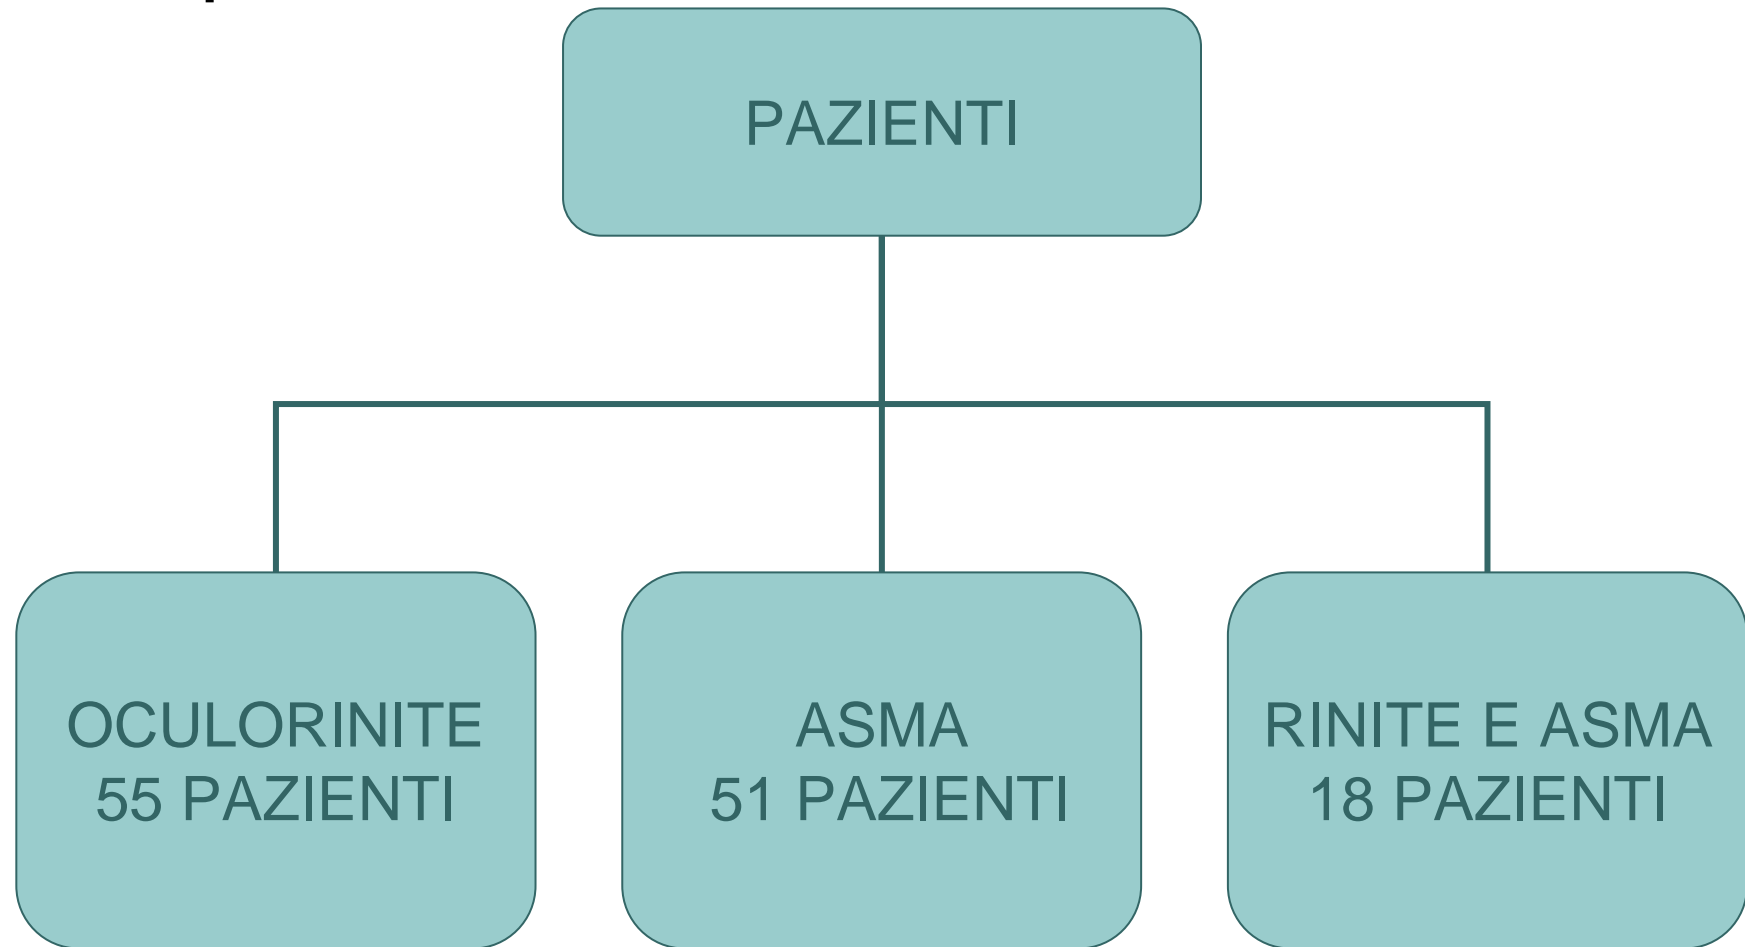 PAZIENTI
OCULORINITE
55 PAZIENTI
ASMA
51 PAZIENTI
RINITE E ASMA
18 PAZIENTI